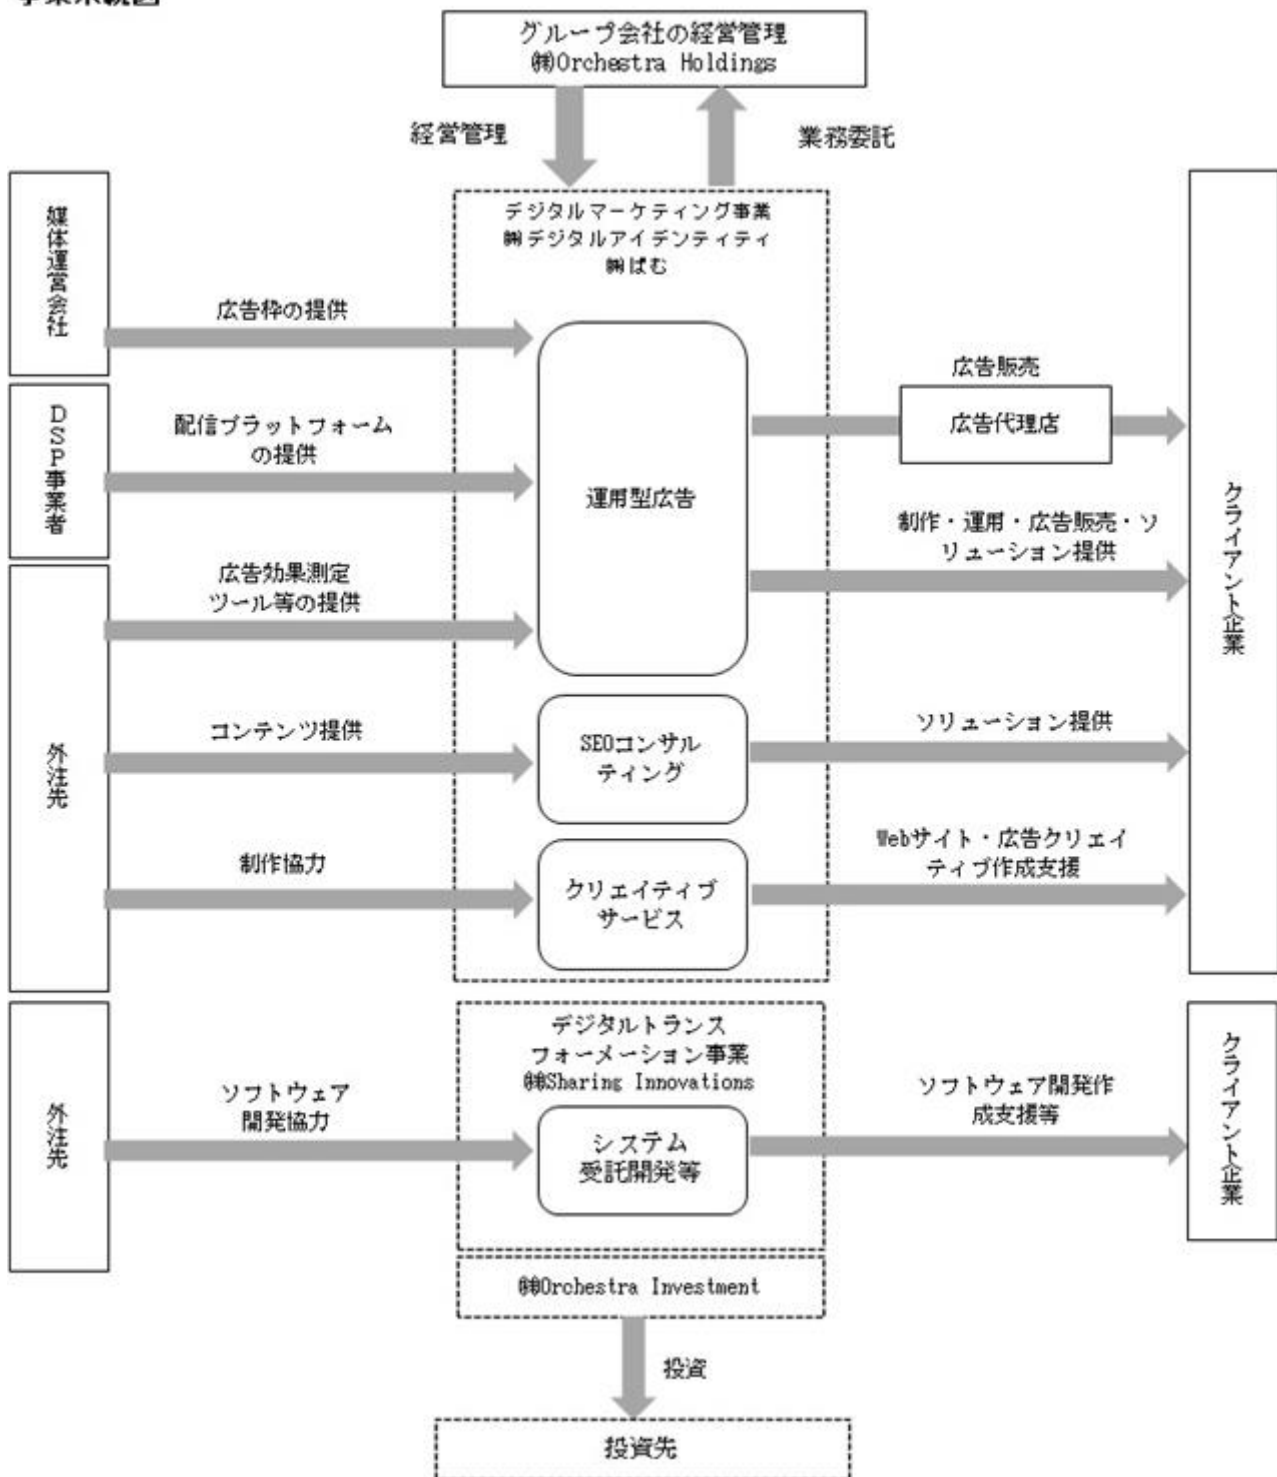 事業系統図
グループ会社の経営管理
㈱Orchestra Holdings
経営管理
業務委託
媒体運営会社
デジタルマーケティング事業
㈱デジタルアイデンティティ
㈱ぱむ
広告枠の提供
DSP事業者
配信プラットフォーム
の提供
運用型広告
広告販売
広告代理店
制作・運用・広告販売・ソ
リューション提供
クライアント企業
外注先
広告効果測定
ツール等の提供
コンテンツ提供
SEOコンサル
ティング
ソリューション提供
制作協力
クリエイティブ
サービス
Webサイト・広告クリエイ
ティブ作成支援
外注先
デジタルトランス
フォーメーション事業
㈱Sharing Innovations
ソフトウェア
開発協力
システム
受託開発等
ソフトウェア開発作
成支援等
クライアント企業
㈱Orchestra Investment
投資
投資先